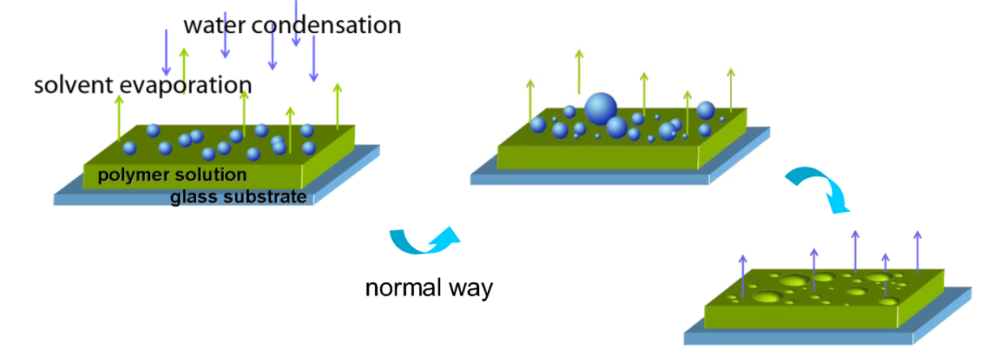 water condensation
solvent evaporation
polymer solution
glass substrate
normal way